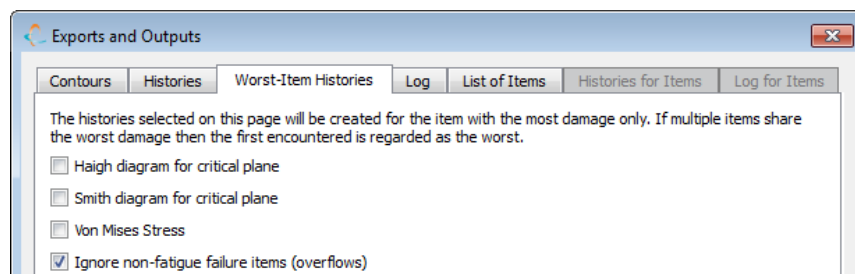 Exports and Outputs
Contours Histories Worst-Item Histories Log List of Items Histories for Items Log for Items
The histories selected on this page will be created for the item with the most damage only. If multiple items share
the worst damage then the first encountered is regarded as the worst.
Haigh diagram for critical plane
Smith diagram for critical plane
Von Mises Stress
Ignore non-fatigue failure items (overflows)